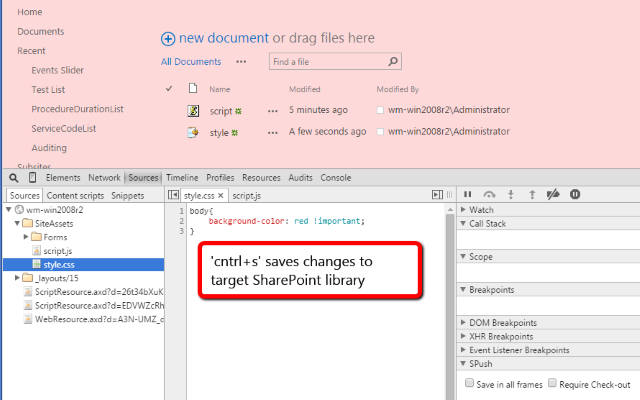 Home
Documents
Recent
Events Slider
Test List
ProcedureDurationList
ServiceCodeList
Auditing
Subsites
new document or drag files here
All Documents ••• Find a file
Name Modified Modified By
script ••• 5 minutes ago wm-win2008r2\Administrator
style ••• A few seconds ago wm-win2008r2\Administrator
Elements Network Sources Timeline Profiles Resources Audits Console
Sources Content scripts Snippets
wm-win2008r2
SiteAssets
Forms
script.js
style.css
_layouts/15
ScriptResource.axd?d=26t34bXuK
ScriptResource.axd?d=EDVWZcRh
WebResource.axd?d=A3N-UMZ_c
style.css × script.js
1 body{
2 background-color: red !important;
3 }
'cntrl+s' saves changes to
target SharePoint library
Watch
Call Stack
Scope
Breakpoints
DOM Breakpoints
XHR Breakpoints
Event Listener Breakpoints
SPush
Save in all frames Require Check-out